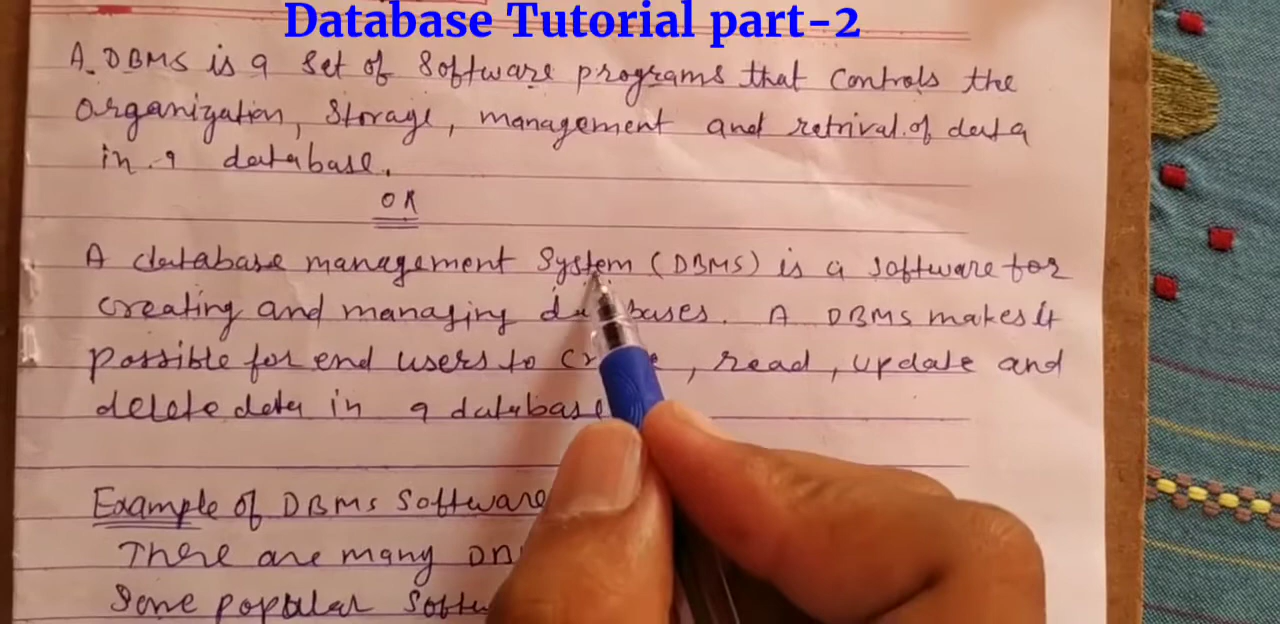 Database Tutorial part-2
A DBMS is a set of software programs that controls the
organization, storage, management and retrival of data
in a database.
OR
A database management System (DBMS) is a software for
creating and managing databases. A DBMS makes it
possible for end users to , read, update and
delete data in a database
Example of DBMS Software
There are many
Some popular